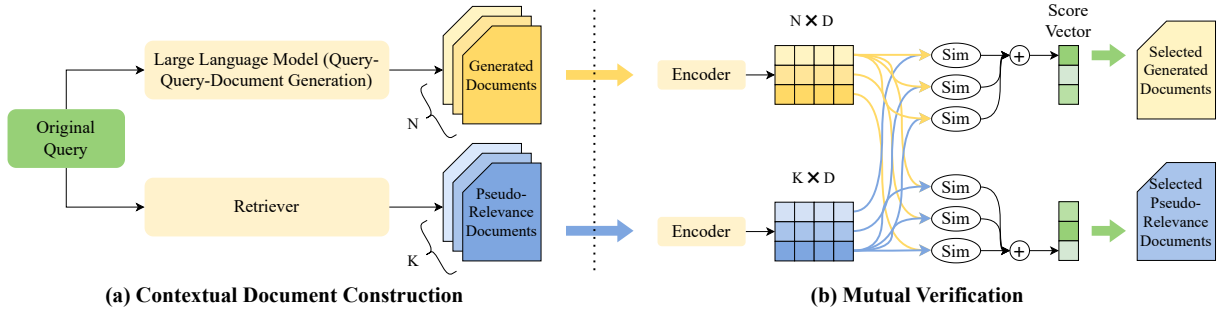 Original
Query
Large Language Model (Query-
Query-Document Generation)
Generated
Documents
N
Retriever
Pseudo-
Relevance
Documents
K
(a) Contextual Document Construction
N × D
Encoder
Sim
Sim
Sim
+
Score
Vector
Selected
Generated
Documents
K × D
Encoder
Sim
Sim
Sim
+
Selected
Pseudo-
Relevance
Documents
(b) Mutual Verification